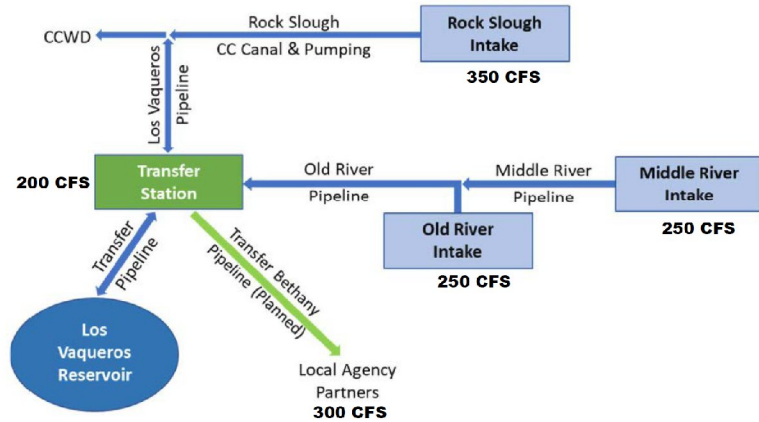 Rock Slough
CC Canal & Pumping
CCWD
Rock Slough
Intake
350 CFS
Los Vaqueros
Pipeline
200 CFS
Transfer
Station
Old River
Pipeline
Middle River
Pipeline
Middle River
Intake
250 CFS
Old River
Intake
250 CFS
Transfer
Pipeline
Transfer Bethany
Pipeline (Planned)
Los
Vaqueros
Reservoir
Local Agency
Partners
300 CFS